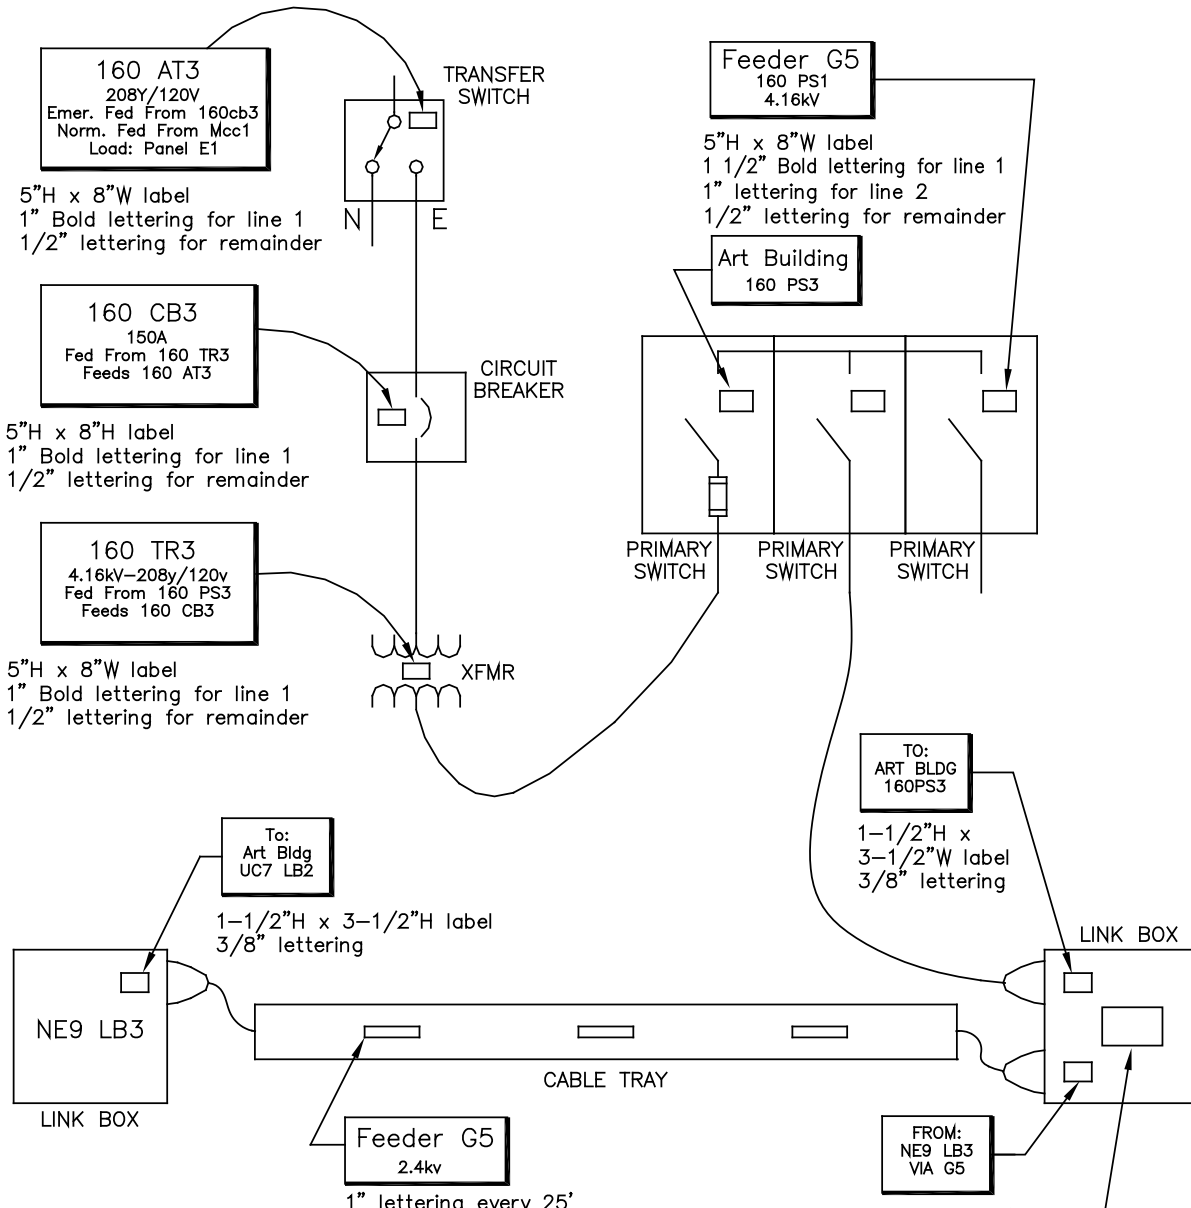 160 AT3
208Y/120V
Emer. Fed From 160cb3
Norm. Fed From Mcc1
Load: Panel E1
5"H x 8"W label
1" Bold lettering for line 1
1/2" lettering for remainder
TRANSFER
SWITCH
N
E
Feeder G5
160 PS1
4.16kV
5"H x 8"W label
1 1/2" Bold lettering for line 1
1" lettering for line 2
1/2" lettering for remainder
Art Building
160 PS3
160 CB3
150A
Fed From 160 TR3
Feeds 160 AT3
5"H x 8"H label
1" Bold lettering for line 1
1/2" lettering for remainder
CIRCUIT
BREAKER
PRIMARY
SWITCH
PRIMARY
SWITCH
PRIMARY
SWITCH
160 TR3
4.16kV-208y/120v
Fed From 160 PS3
Feeds 160 CB3
5"H x 8"W label
1" Bold lettering for line 1
1/2" lettering for remainder
XFMR
TO:
ART BLDG
160PS3
1-1/2"H x
3-1/2"W label
3/8" lettering
To:
Art Bldg
UC7 LB2
1-1/2"H x 3-1/2"H label
3/8" lettering
NE9 LB3
LINK BOX
CABLE TRAY
LINK BOX
Feeder G5
2.4kv
1" lettering every 25'
FROM:
NE9 LB3
VIA G5